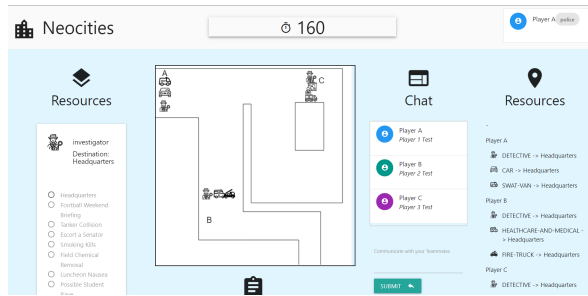 Neocities
160
Player A police
Resources
investigator
Destination:
Headquarters
Headquarters
Football Weekend
Briefing
Tanker Collision
Escort a Senator
Smoking Kills
Field Chemical
Removal
Luncheon Nausea
Possible Student
A
C
B
Chat
Player A
Player 1 Test
Player B
Player 2 Test
Player C
Player 3 Test
Communicate with your Teammates
SUBMIT
Resources
-
Player A
DETECTIVE -> Headquarters
CAR -> Headquarters
SWAT-VAN -> Headquarters
Player B
DETECTIVE -> Headquarters
HEALTHCARE-AND-MEDICAL -
> Headquarters
FIRE-TRUCK -> Headquarters
Player C
DETECTIVE -> Headquarters